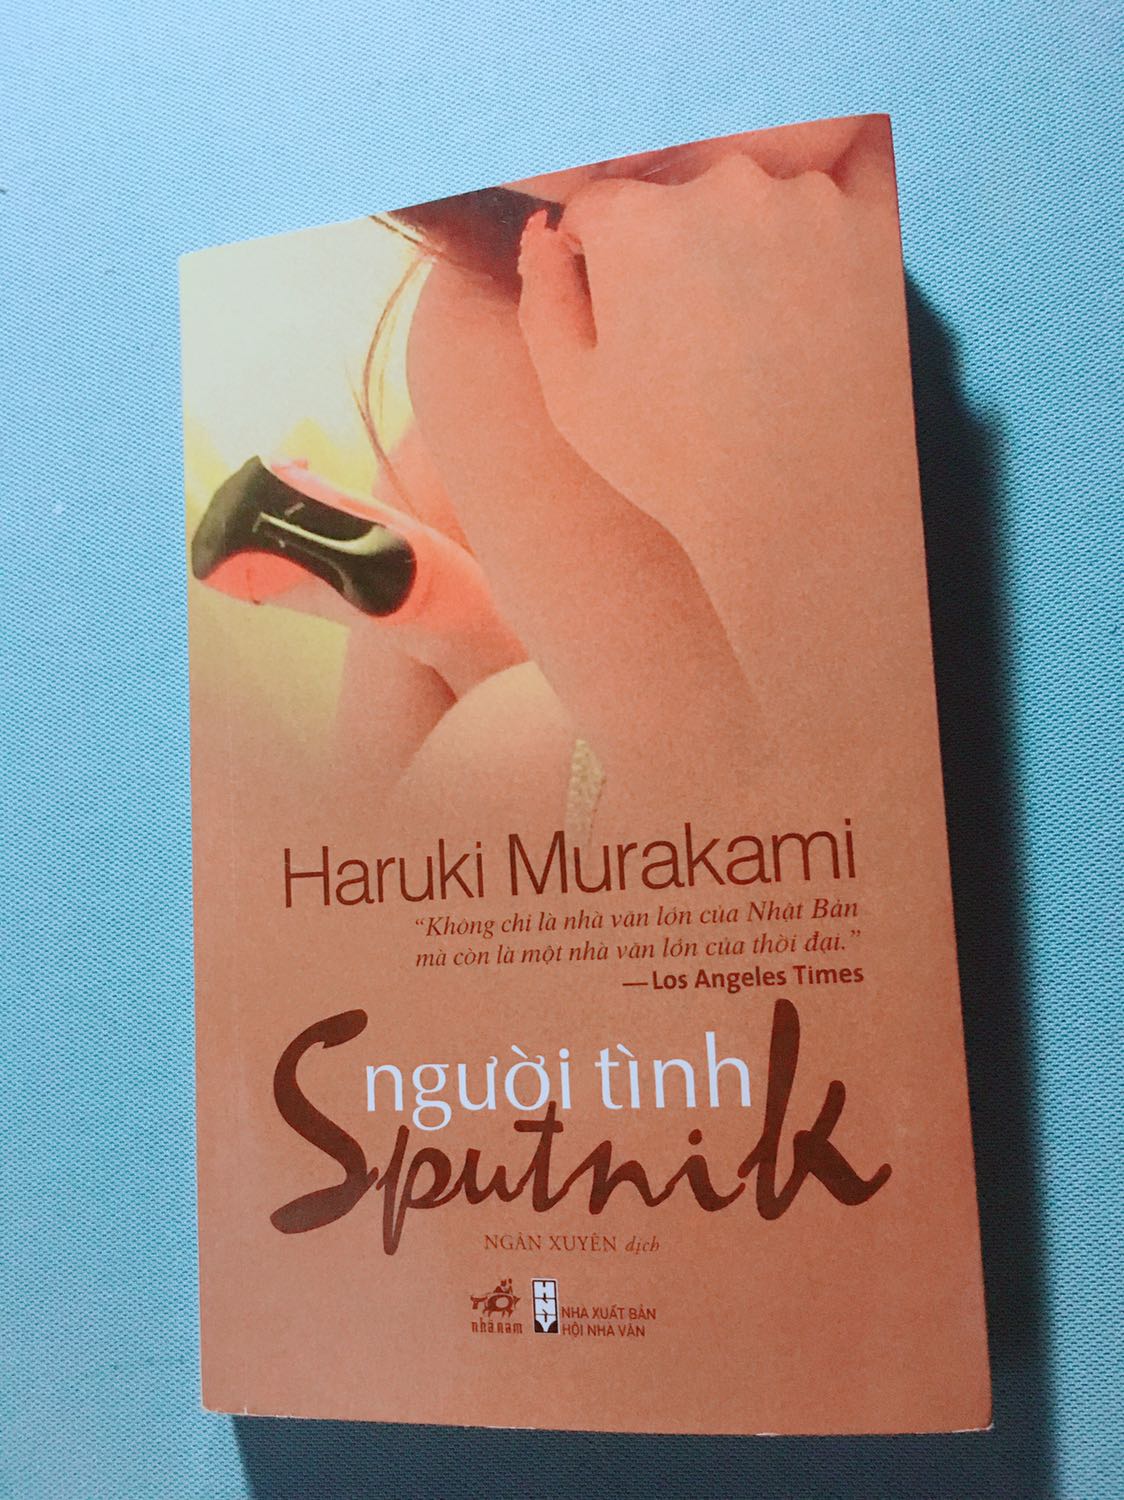 Haruki Murakami
“Không chỉ là nhà văn lớn của Nhật Bản
mà còn là một nhà văn lớn của thời đại.”
—Los Angeles Times
người tình
Sputnik
NGÂN XUYÊN dịch
nhã nam
HNV
NHÀ XUẤT BẢN
HỘI NHÀ VĂN